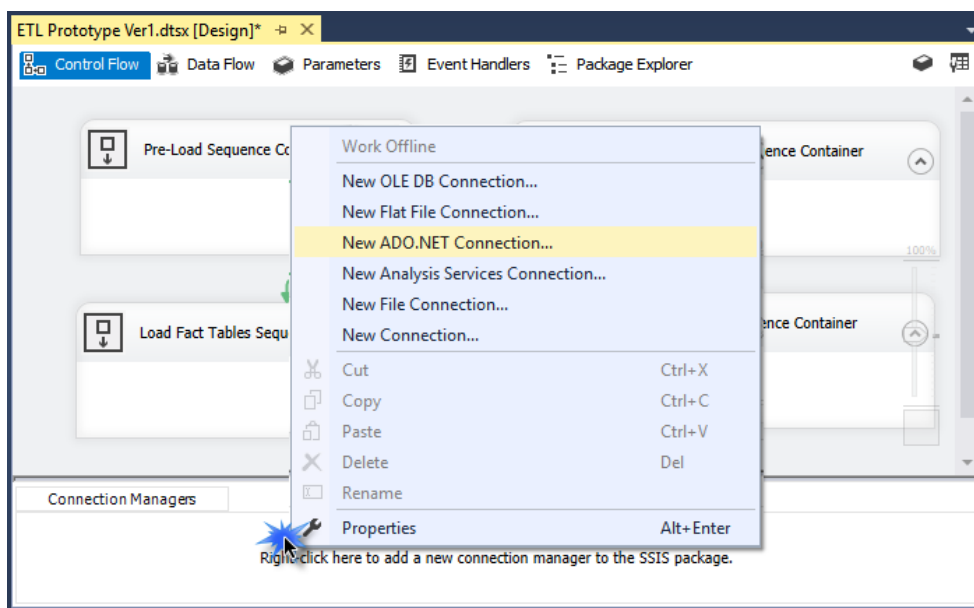 ETL Prototype Ver1.dtsx [Design]*
Control Flow Data Flow Parameters Event Handlers Package Explorer
Pre-Load Sequence
ence Container
Work Offline
New OLE DB Connection...
New Flat File Connection...
New ADO.NET Connection...
100%
New Analysis Services Connection...
New File Connection...
Load Fact Tables Sequ
ence Container
New Connection...
Cut Ctrl+X
Copy Ctrl+C
Paste Ctrl+V
Delete Del
Rename
Connection Managers
Properties Alt+Enter
Right-click here to add a new connection manager to the SSIS package.